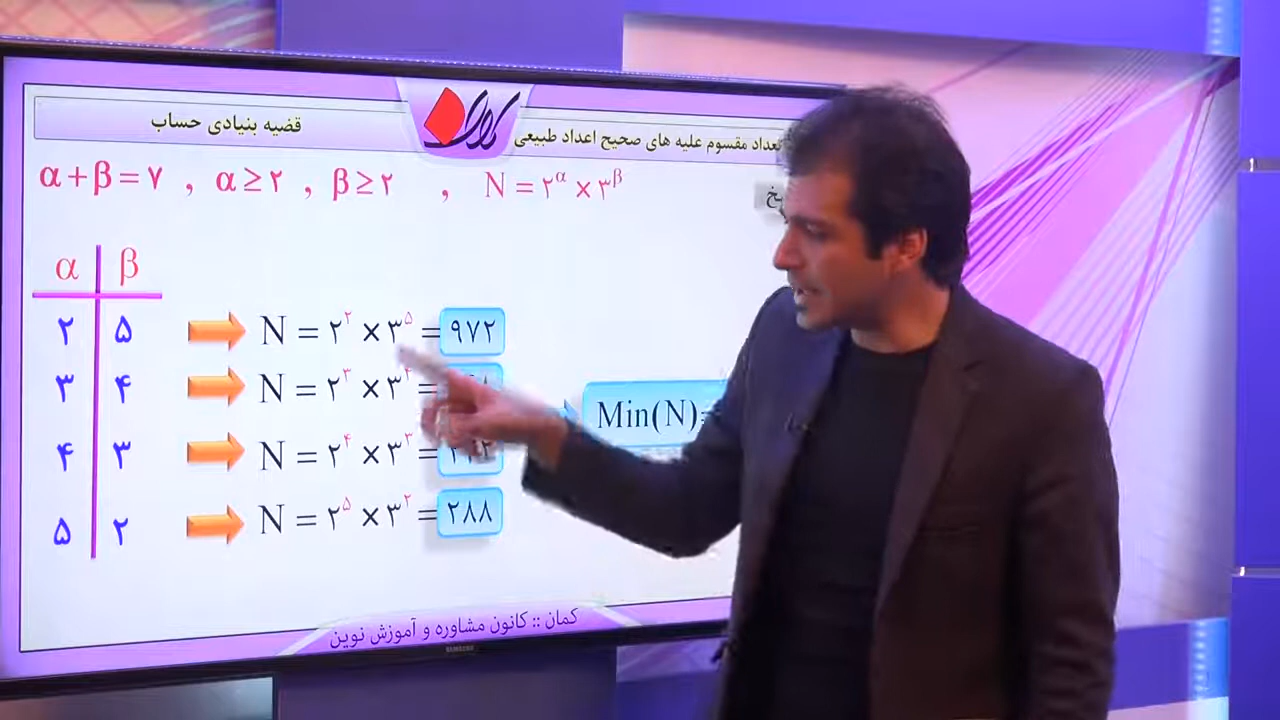 تعداد مقسوم علیه های صحیح اعداد طبیعی
قضیه بنیادی حساب
α+β=۷ , α≥۲ , β≥۲ , N=۲^α×۳^β
α β
۲ ۵ N=۲^۲×۳^۵=۹۷۲
۳ ۴ N=۲^۳×۳^۴=
۴ ۳ N=۲^۴×۳^۳=
۵ ۲ N=۲^۵×۳^۲=۲۸۸
Min(N)=
کمان :: کانون مشاوره و آموزش نوین
SAMSUNG